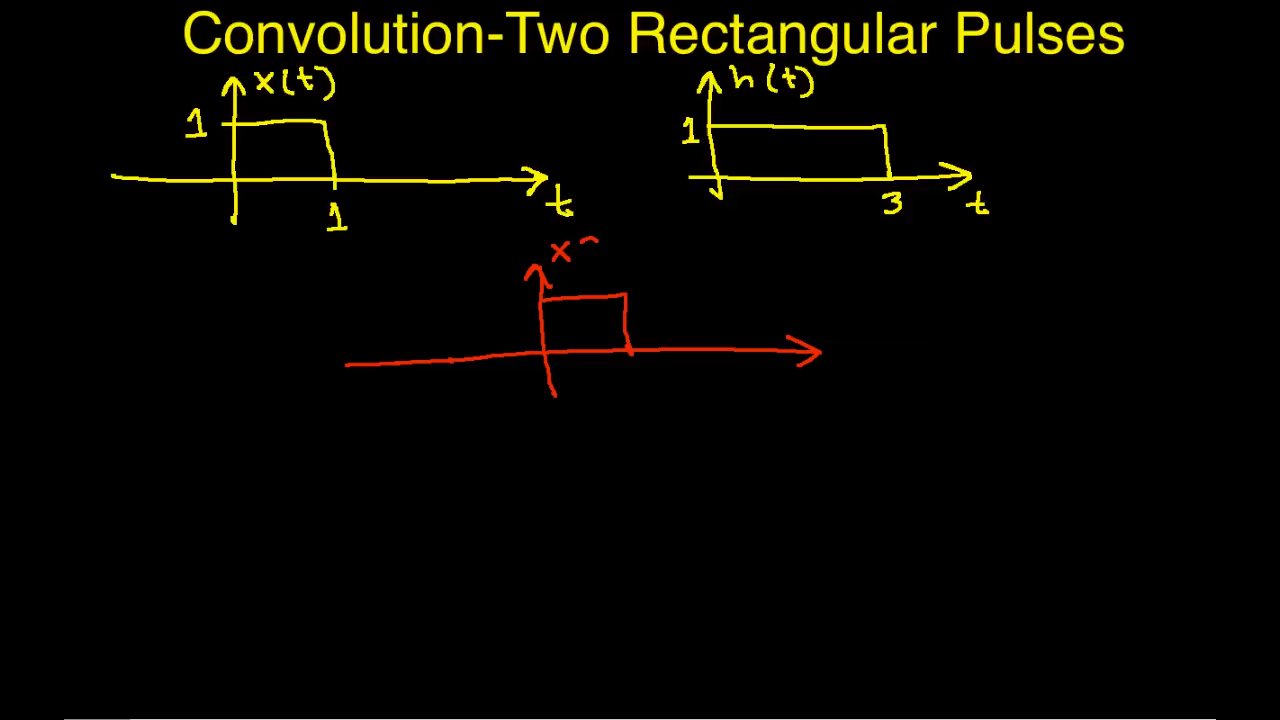 Convolution-Two Rectangular Pulses
x(t)
h(t)
1
1
t
t
1
3
x